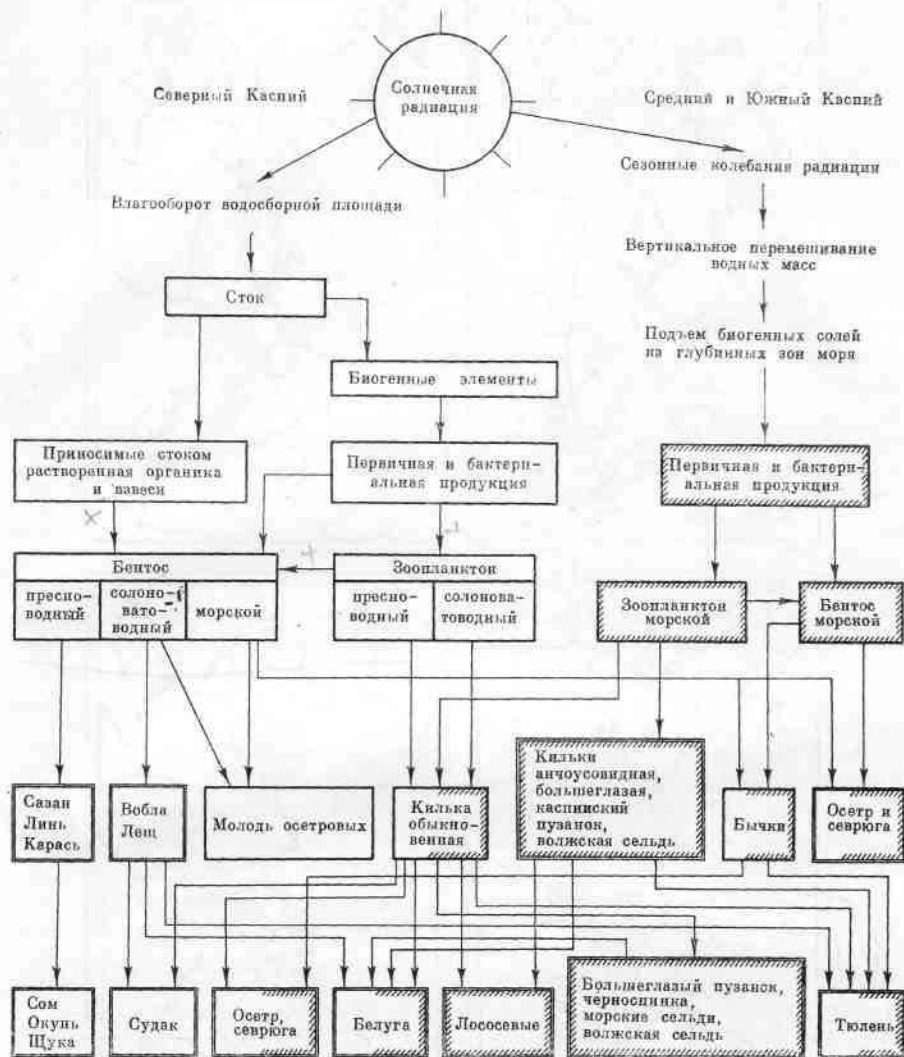 Солнечная
радиация
Северный Каспий
Средний и Южный Каспий
Сезонные колебания радиации
Влагооборот водосборной площади
Вертикальное перемешивание
водных масс
Сток
Подъем биогенных солей
из глубинных зон моря
Биогенные элементы
Приносимые стоком
растворенная органика
и взвеси
Первичная и бактери-
альная продукция
Первичная и бактери-
альная продукция
Бентос
пресно-
водный
солоно-
вато-
водный
морской
Зоопланктон
пресно-
водный
солонова-
товодный
Зоопланктон
морской
Бентос
морской
Сазан
Линь
Карась
Вобла
Лещ
Молодь осетровых
Килька
обыкно-
венная
Кильки
анчоусовидная,
большеглазая,
каспийский
пузанок,
волжская сельдь
Бычки
Осетр и
севрюга
Сом
Окунь
Щука
Судак
Осетр,
севрюга
Белуга
Лососевые
Большеглазый пузанок,
черноспинка,
морские сельди,
волжская сельдь
Тюлень